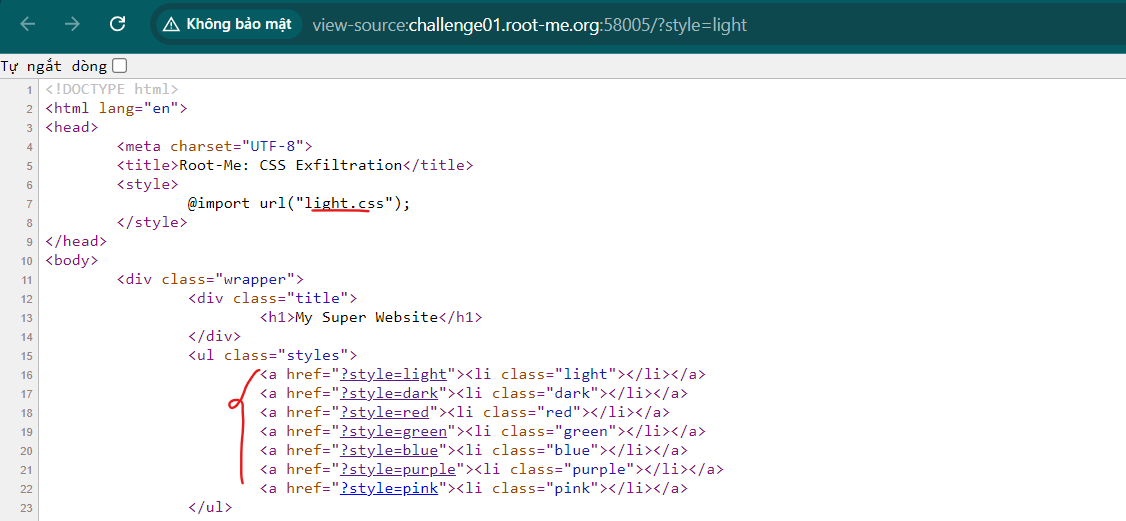 Không bảo mật view-source:challenge01.root-me.org:58005/?style=light
Tự ngắt dòng
1 <!DOCTYPE html>
2 <html lang="en">
3 <head>
4 <meta charset="UTF-8">
5 <title>Root-Me: CSS Exfiltration</title>
6 <style>
7 @import url("light.css");
8 </style>
9 </head>
10 <body>
11 <div class="wrapper">
12 <div class="title">
13 <h1>My Super Website</h1>
14 </div>
15 <ul class="styles">
16 <a href="?style=light"><li class="light"></li></a>
17 <a href="?style=dark"><li class="dark"></li></a>
18 <a href="?style=red"><li class="red"></li></a>
19 <a href="?style=green"><li class="green"></li></a>
20 <a href="?style=blue"><li class="blue"></li></a>
21 <a href="?style=purple"><li class="purple"></li></a>
22 <a href="?style=pink"><li class="pink"></li></a>
23 </ul>